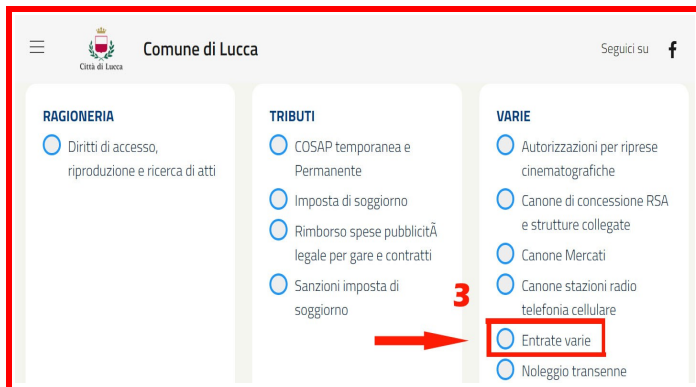 Città di Lucca
Comune di Lucca
Seguici su
RAGIONERIA
Diritti di accesso,
riproduzione e ricerca di atti
TRIBUTI
COSAP temporanea e
Permanente
Imposta di soggiorno
Rimborso spese pubblicitÃ
legale per gare e contratti
Sanzioni imposta di
soggiorno
VARIE
Autorizzazioni per riprese
cinematografiche
Canone di concessione RSA
e strutture collegate
Canone Mercati
Canone stazioni radio
telefonia cellulare
3
Entrate varie
Noleggio transenne